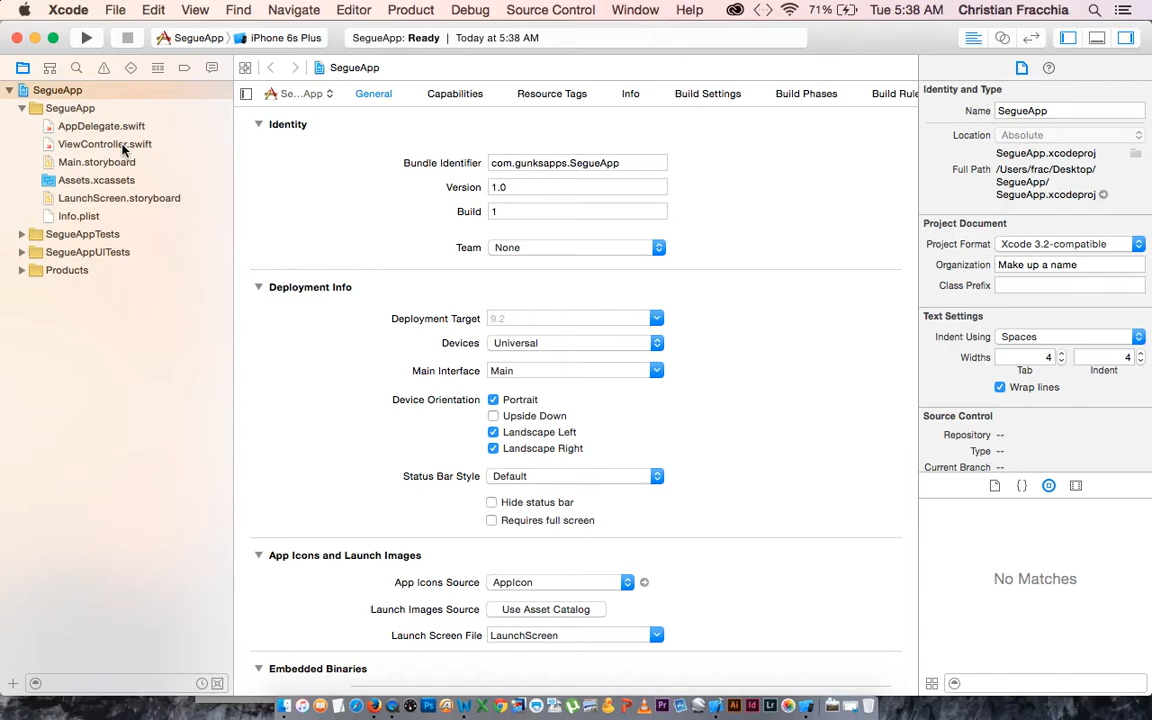 Xcode File Edit View Find Navigate Editor Product Debug Source Control Window Help 71% Tue 5:38 AM Christian Fracchia
SegueApp iPhone 6s Plus SegueApp: Ready Today at 5:38 AM
SegueApp
SegueApp
SegueApp
AppDelegate.swift
ViewController.swift
Main.storyboard
Assets.xcassets
LaunchScreen.storyboard
Info.plist
SegueAppTests
SegueAppUITests
Products
Se...App General Capabilities Resource Tags Info Build Settings Build Phases Build Rule
Identity
Bundle Identifier com.gunksapps.SegueApp
Version 1.0
Build 1
Team None
Deployment Info
Deployment Target 9.2
Devices Universal
Main Interface Main
Device Orientation Portrait
Upside Down
Landscape Left
Landscape Right
Status Bar Style Default
Hide status bar
Requires full screen
App Icons and Launch Images
App Icons Source AppIcon
Launch Images Source Use Asset Catalog
Launch Screen File LaunchScreen
Embedded Binaries
Identity and Type
Name SegueApp
Location Absolute
SegueApp.xcodeproj
Full Path /Users/frac/Desktop/
SegueApp/
SegueApp.xcodeproj
Project Document
Project Format Xcode 3.2-compatible
Organization Make up a name
Class Prefix
Text Settings
Indent Using Spaces
Widths 4 4
Tab Indent
Wrap lines
Source Control
Repository --
Type --
Current Branch --
No Matches